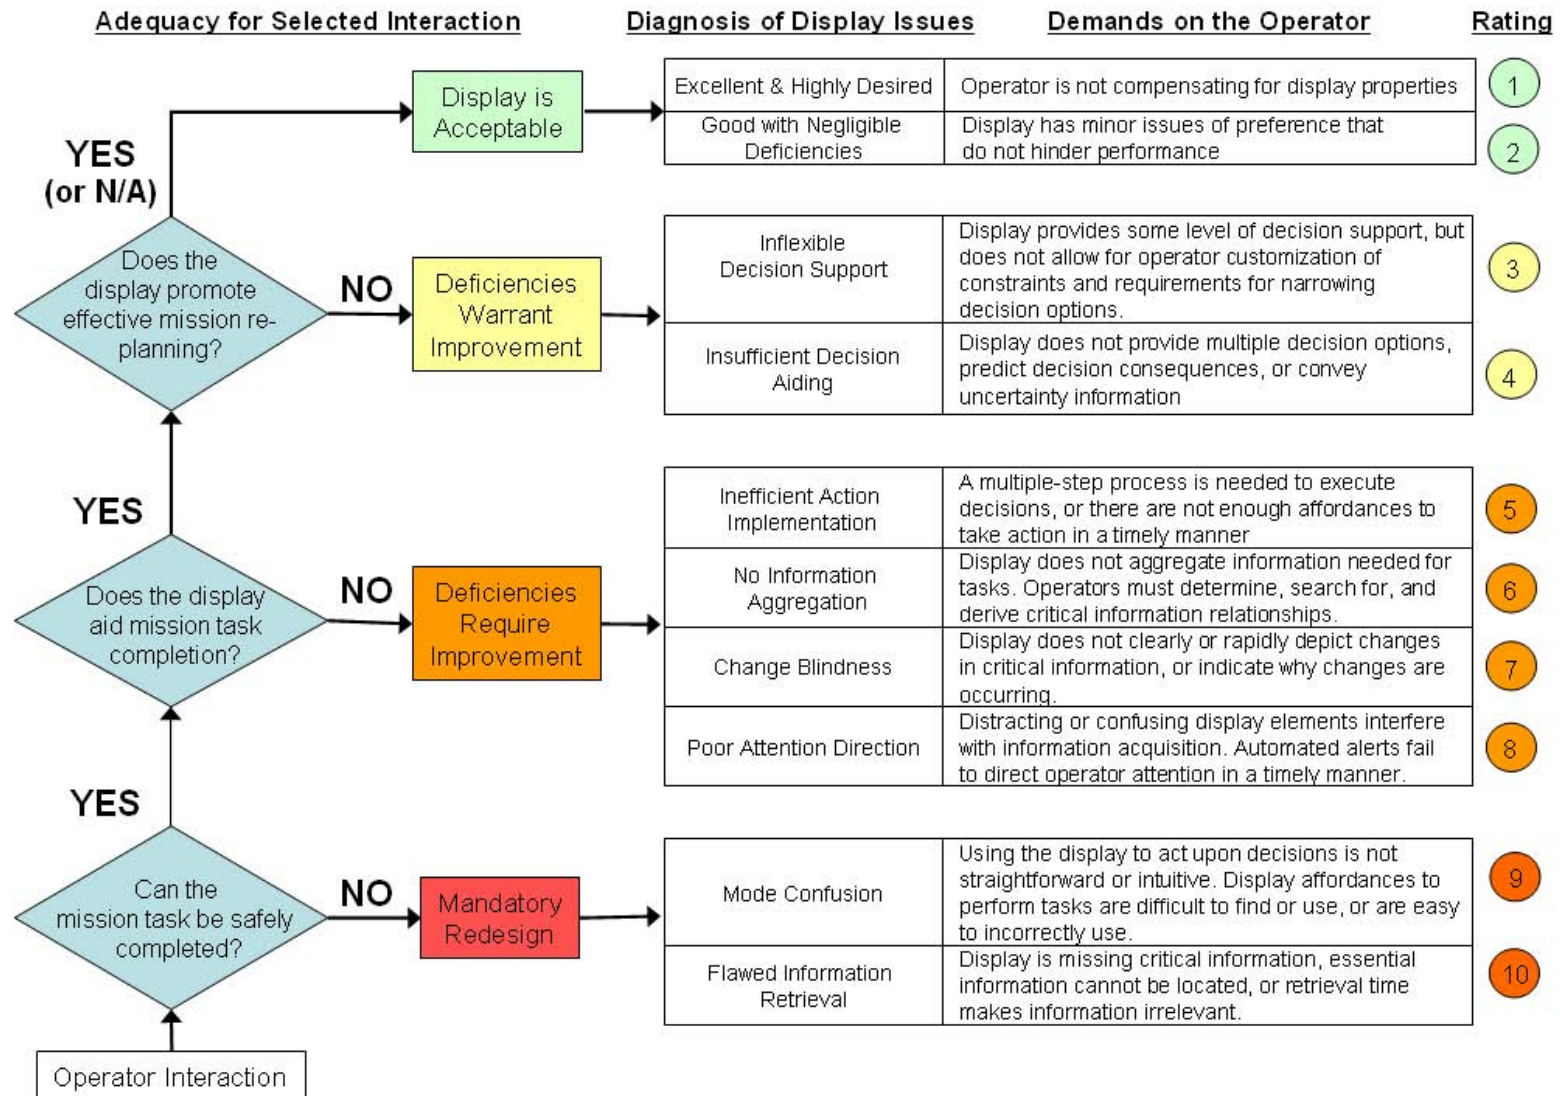 Adequacy for Selected Interaction
Diagnosis of Display Issues
Demands on the Operator
Rating
Display is
Acceptable
Excellent & Highly Desired
Operator is not compensating for display properties
1
Good with Negligible
Deficiencies
Display has minor issues of preference that
do not hinder performance
2
YES
(or N/A)
Does the
display promote
effective mission re-
planning?
NO
Deficiencies
Warrant
Improvement
Inflexible
Decision Support
Display provides some level of decision support, but
does not allow for operator customization of
constraints and requirements for narrowing
decision options.
3
Insufficient Decision
Aiding
Display does not provide multiple decision options,
predict decision consequences, or convey
uncertainty information
4
YES
Does the display
aid mission task
completion?
NO
Deficiencies
Require
Improvement
Inefficient Action
Implementation
A multiple-step process is needed to execute
decisions, or there are not enough affordances to
take action in a timely manner
5
No Information
Aggregation
Display does not aggregate information needed for
tasks. Operators must determine, search for, and
derive critical information relationships.
6
Change Blindness
Display does not clearly or rapidly depict changes
in critical information, or indicate why changes are
occurring.
7
Poor Attention Direction
Distracting or confusing display elements interfere
with information acquisition. Automated alerts fail
to direct operator attention in a timely manner.
8
YES
Can the
mission task be safely
completed?
NO
Mandatory
Redesign
Mode Confusion
Using the display to act upon decisions is not
straightforward or intuitive. Display affordances to
perform tasks are difficult to find or use, or are easy
to incorrectly use.
9
Flawed Information
Retrieval
Display is missing critical information, essential
information cannot be located, or retrieval time
makes information irrelevant.
10
Operator Interaction